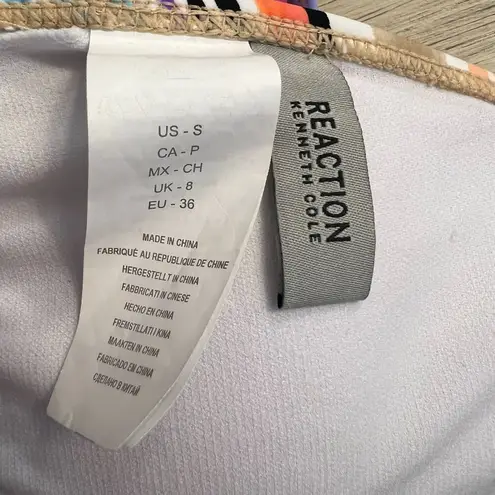 US - S
CA - P
MX - CH
UK - 8
EU - 36
MADE IN CHINA
FABRIQUÉ AU REPUBLIQUE DE CHINE
HERGESTELLT IN CHINA
FABBRICATI IN CINESE
HECHO EN CHINA
FREMSTILLATI I KINA
MAAKTEN IN CHINA
FABRICADO EM CHINA
СДЕЛАНО В КИТАЙ
REACTION
KENNETH COLE